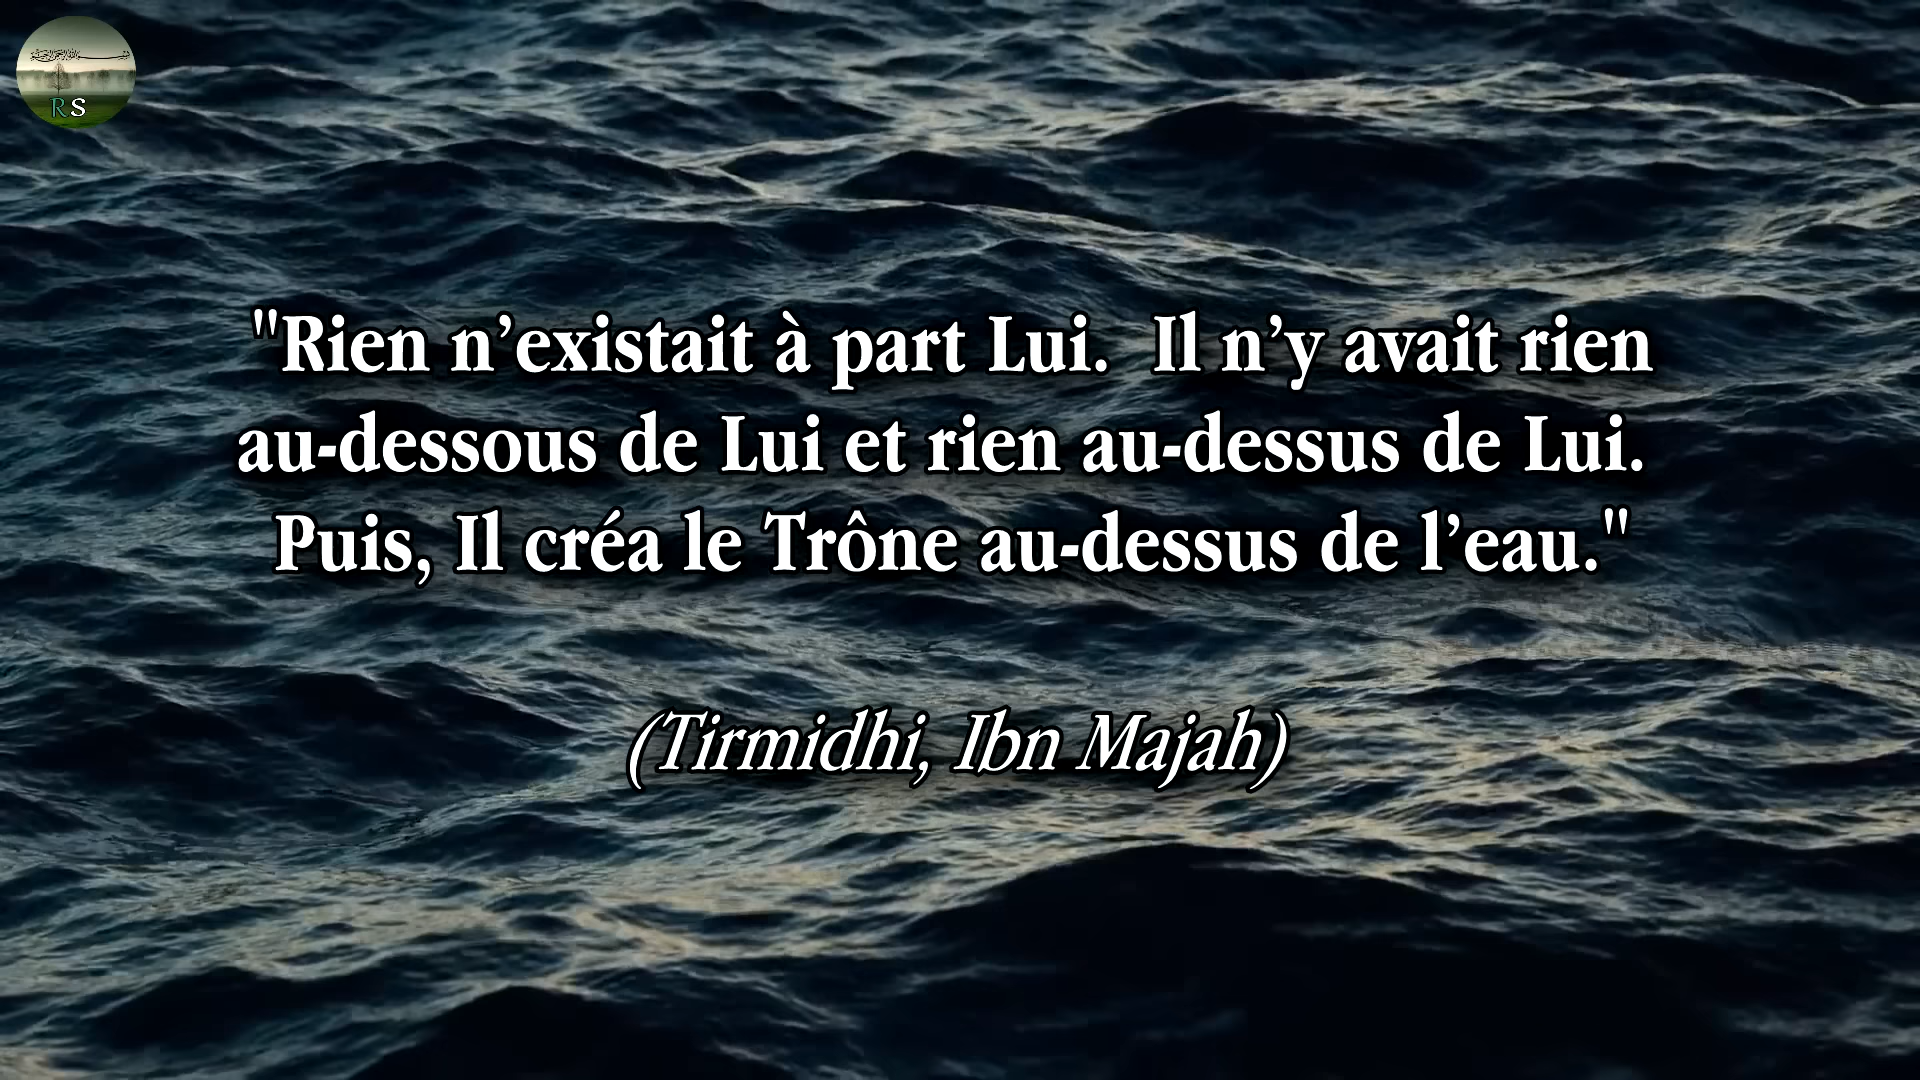 RS
"Rien n’existait à part Lui.  Il n’y avait rien
au-dessous de Lui et rien au-dessus de Lui.
Puis, Il créa le Trône au-dessus de l’eau."
(Tirmidhi, Ibn Majah)